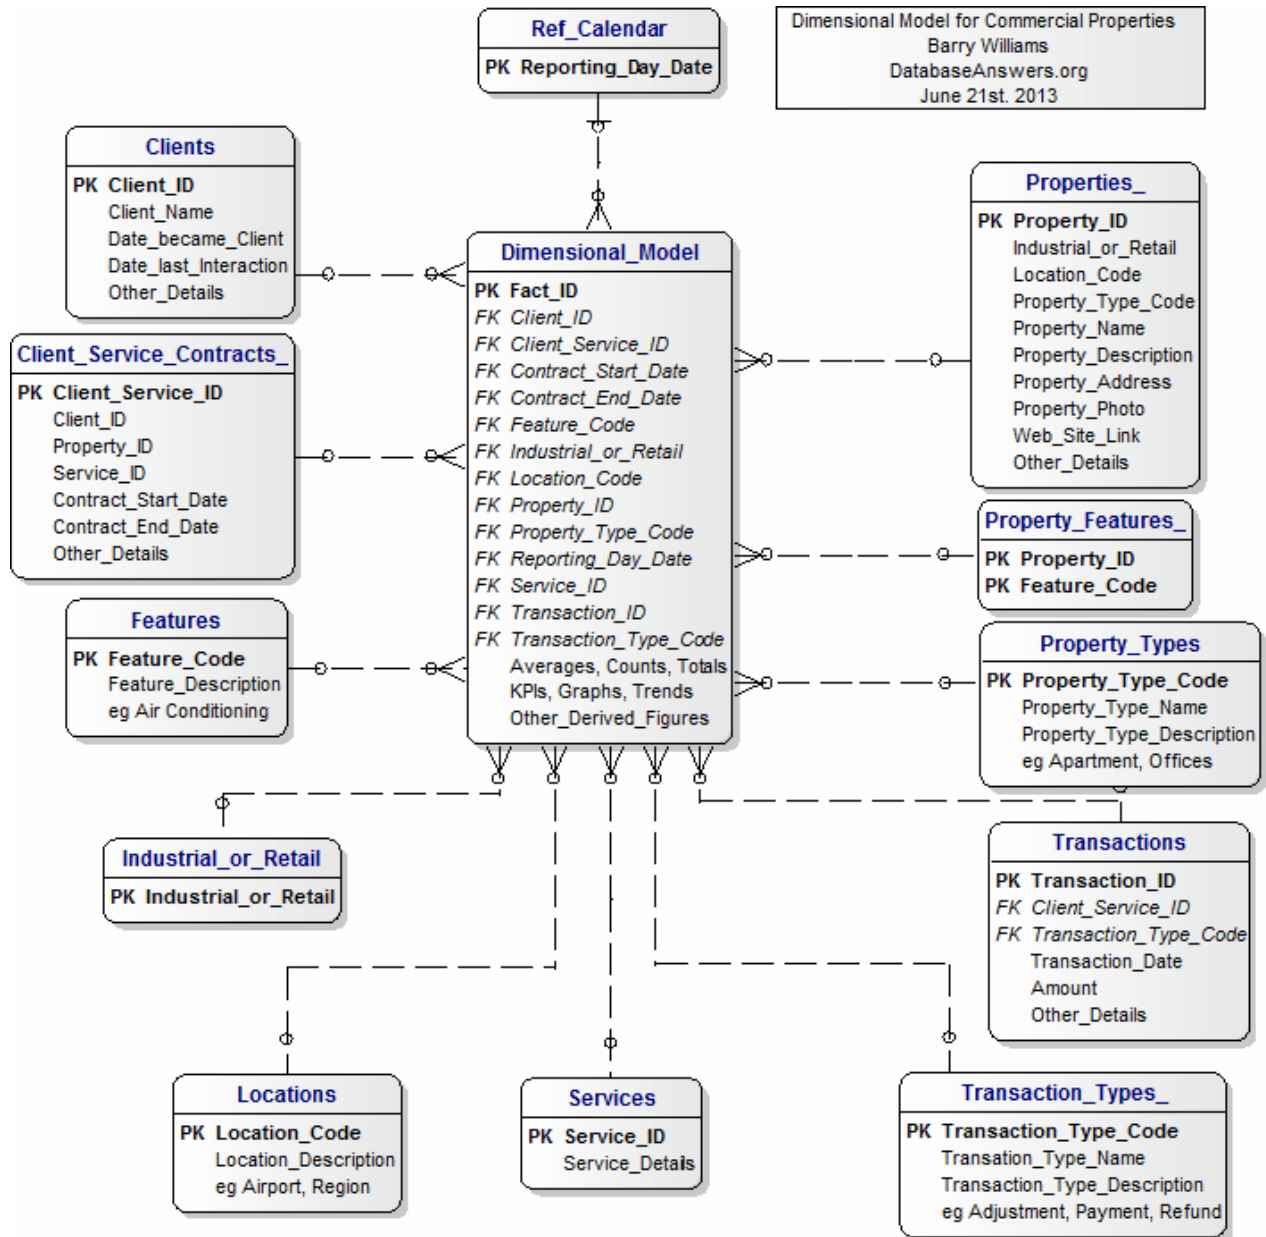 Ref_Calendar
PK Reporting_Day_Date
Dimensional Model for Commercial Properties
Barry Williams
DatabaseAnswers.org
June 21st. 2013
Clients
PK Client_ID
Client_Name
Date_became_Client
Date_last_Interaction
Other_Details
Client_Service_Contracts_
PK Client_Service_ID
Client_ID
Property_ID
Service_ID
Contract_Start_Date
Contract_End_Date
Other_Details
Features
PK Feature_Code
Feature_Description
eg Air Conditioning
Dimensional_Model
PK Fact_ID
FK Client_ID
FK Client_Service_ID
FK Contract_Start_Date
FK Contract_End_Date
FK Feature_Code
FK Industrial_or_Retail
FK Location_Code
FK Property_ID
FK Property_Type_Code
FK Reporting_Day_Date
FK Service_ID
FK Transaction_ID
FK Transaction_Type_Code
Averages, Counts, Totals
KPIs, Graphs, Trends
Other_Derived_Figures
Properties_
PK Property_ID
Industrial_or_Retail
Location_Code
Property_Type_Code
Property_Name
Property_Description
Property_Address
Property_Photo
Web_Site_Link
Other_Details
Property_Features_
PK Property_ID
PK Feature_Code
Property_Types
PK Property_Type_Code
Property_Type_Name
Property_Type_Description
eg Apartment, Offices
Industrial_or_Retail
PK Industrial_or_Retail
Transactions
PK Transaction_ID
FK Client_Service_ID
FK Transaction_Type_Code
Transaction_Date
Amount
Other_Details
Locations
PK Location_Code
Location_Description
eg Airport, Region
Services
PK Service_ID
Service_Details
Transaction_Types_
PK Transaction_Type_Code
Transation_Type_Name
Transaction_Type_Description
eg Adjustment, Payment, Refund